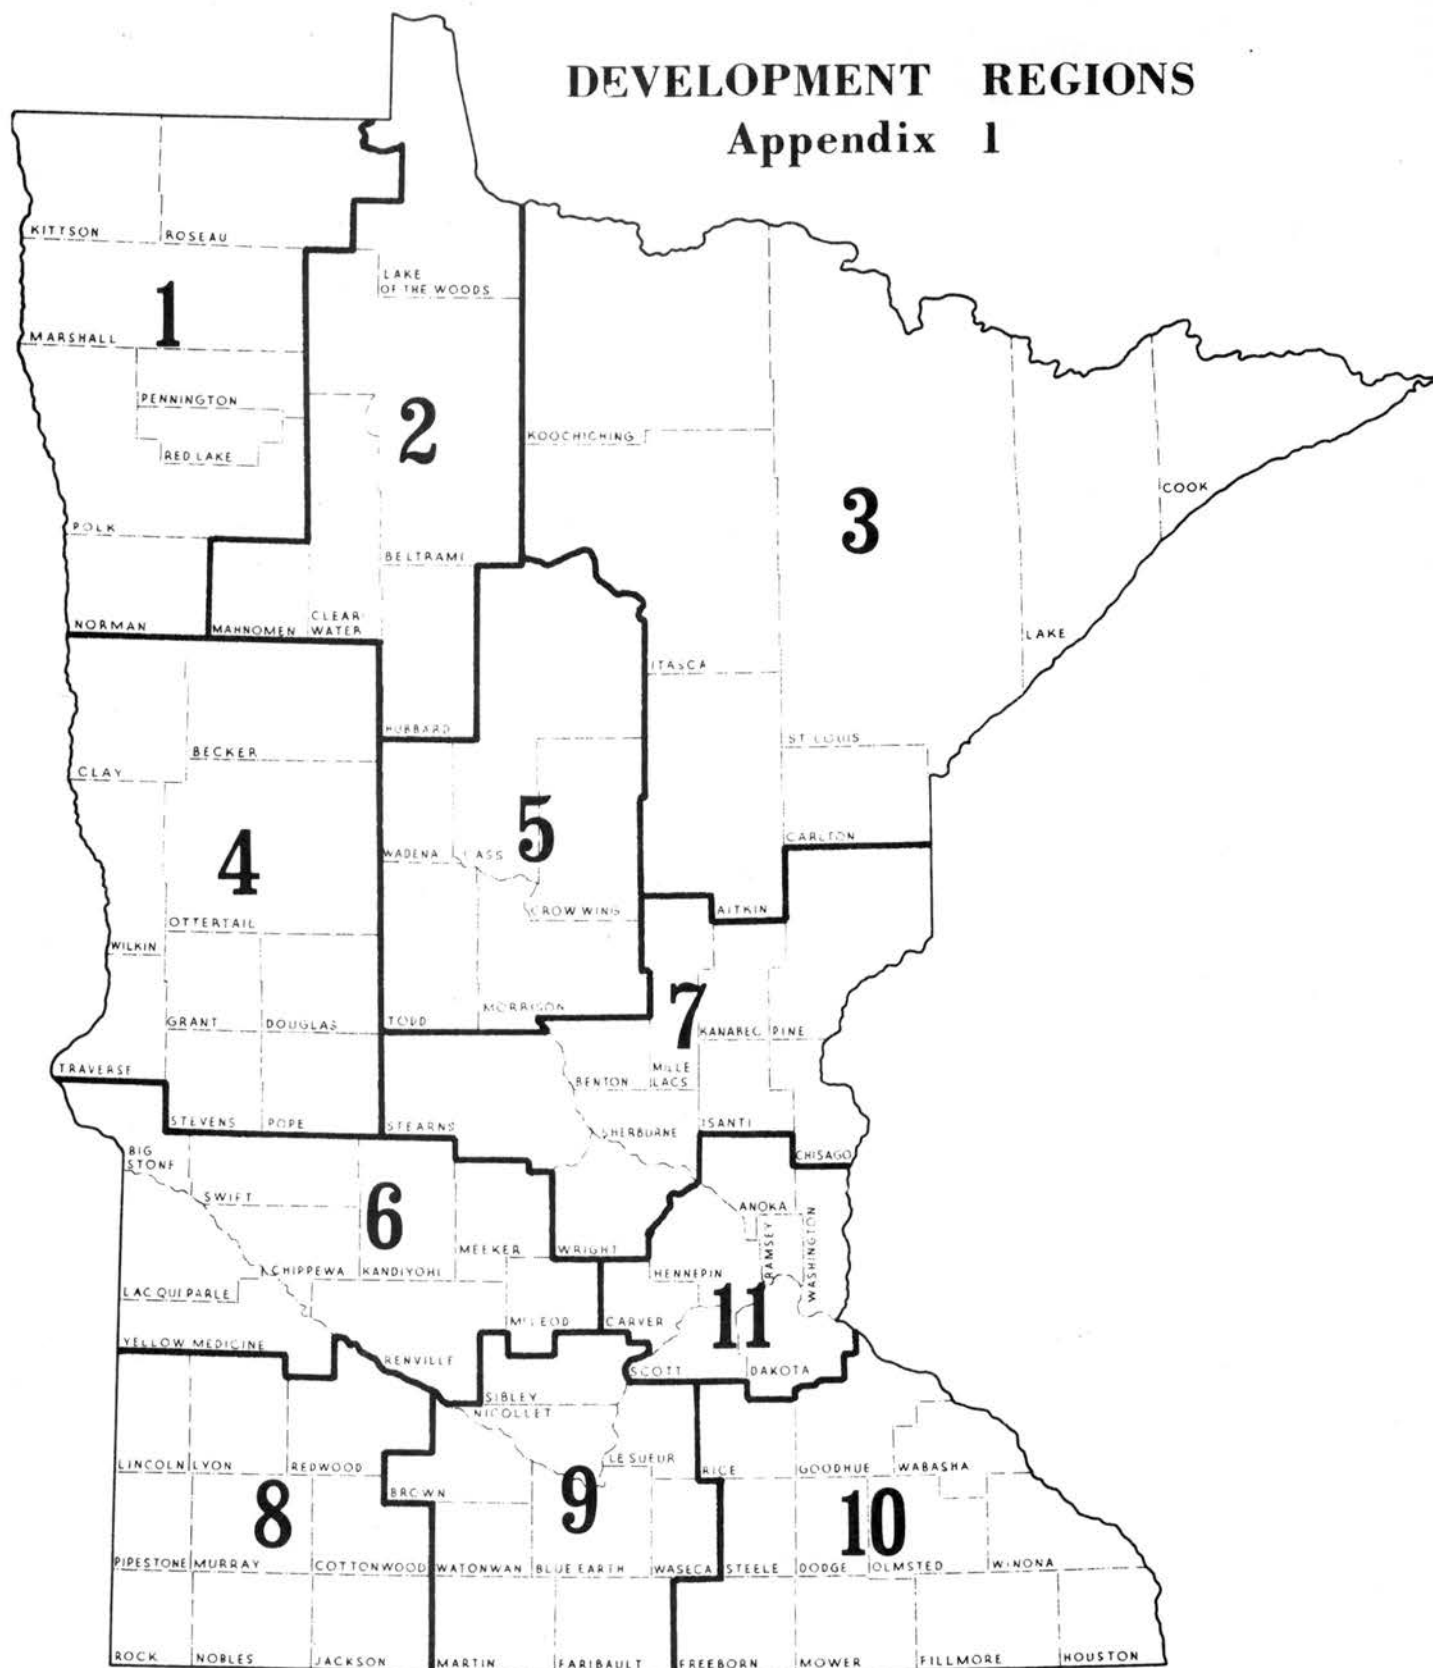 DEVELOPMENT REGIONS
Appendix 1
KITTSON
ROSEAU
LAKE
OF THE WOODS
1
MARSHALL
PENNINGTON
2
RED LAKE
KOOCHICHING
3
COOK
POLK
BELTRAMI
NORMAN
MAHNOMEN
CLEAR
WATER
LAKE
ITASCA
HUBBARD
ST LOUIS
BECKER
CLAY
5
CARLTON
4
WADENA
CASS
CROW WING
AITKIN
OTTERTAIL
WILKIN
7
MORRISON
GRANT
DOUGLAS
TODD
KANABEC
PINE
TRAVERSE
BENTON
MILLE
LACS
STEVENS
POPE
STEARNS
SHERBURNE
ISANTI
CHISAGO
BIG
STONE
SWIFT
6
ANOKA
RAMSEY
WASHINGTON
MEEKER
WRIGHT
CHIPPEWA
KANDIYOHI
HENNEPIN
LAC QUI PARLE
11
MCLEOD
CARVER
YELLOW MEDICINE
RENVILLE
SCOTT
DAKOTA
SIBLEY
NICOLLET
LE SUEUR
LINCOLN
LYON
REDWOOD
RICE
GOODHUE
WABASHA
BROWN
8
9
10
PIPESTONE
MURRAY
COTTONWOOD
WATONWAN
BLUE EARTH
WASECA
STEELE
DODGE
OLMSTED
WINONA
ROCK
NOBLES
JACKSON
MARTIN
FARIBAULT
FREEBORN
MOWER
FILLMORE
HOUSTON